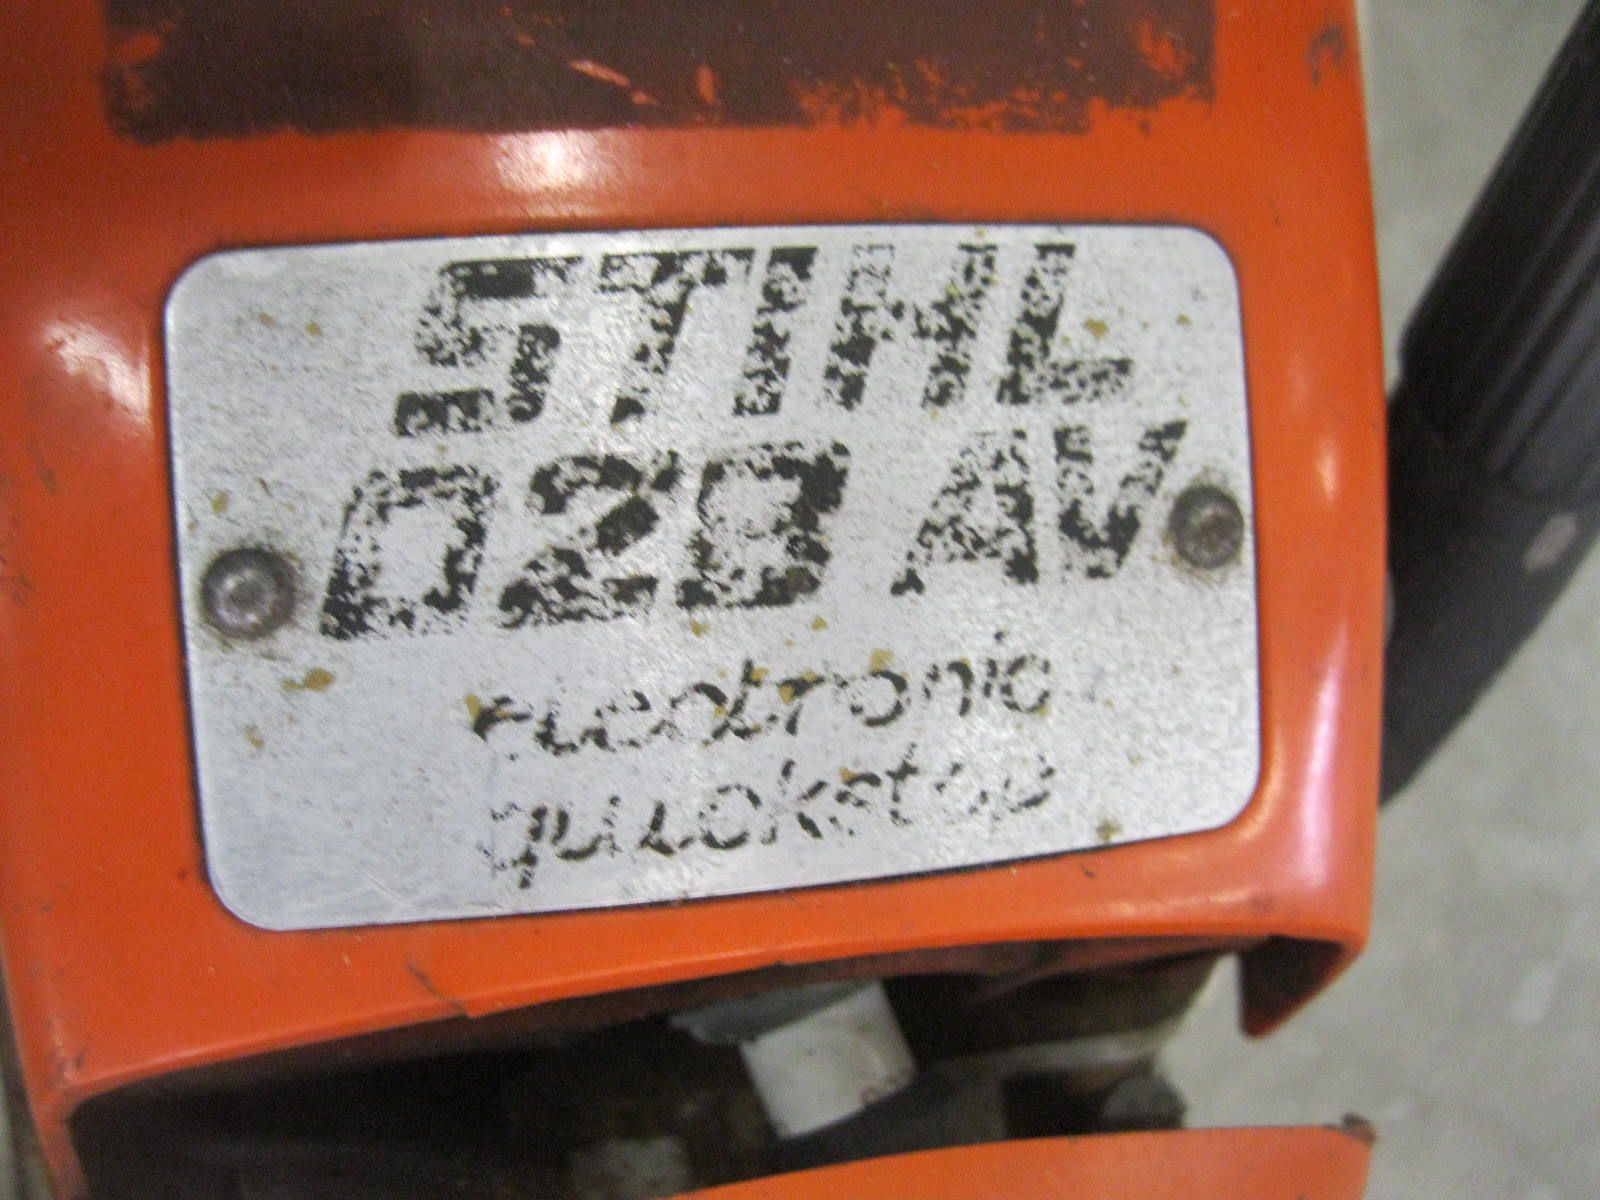 STIHL
028 AV
electronic
quickstop